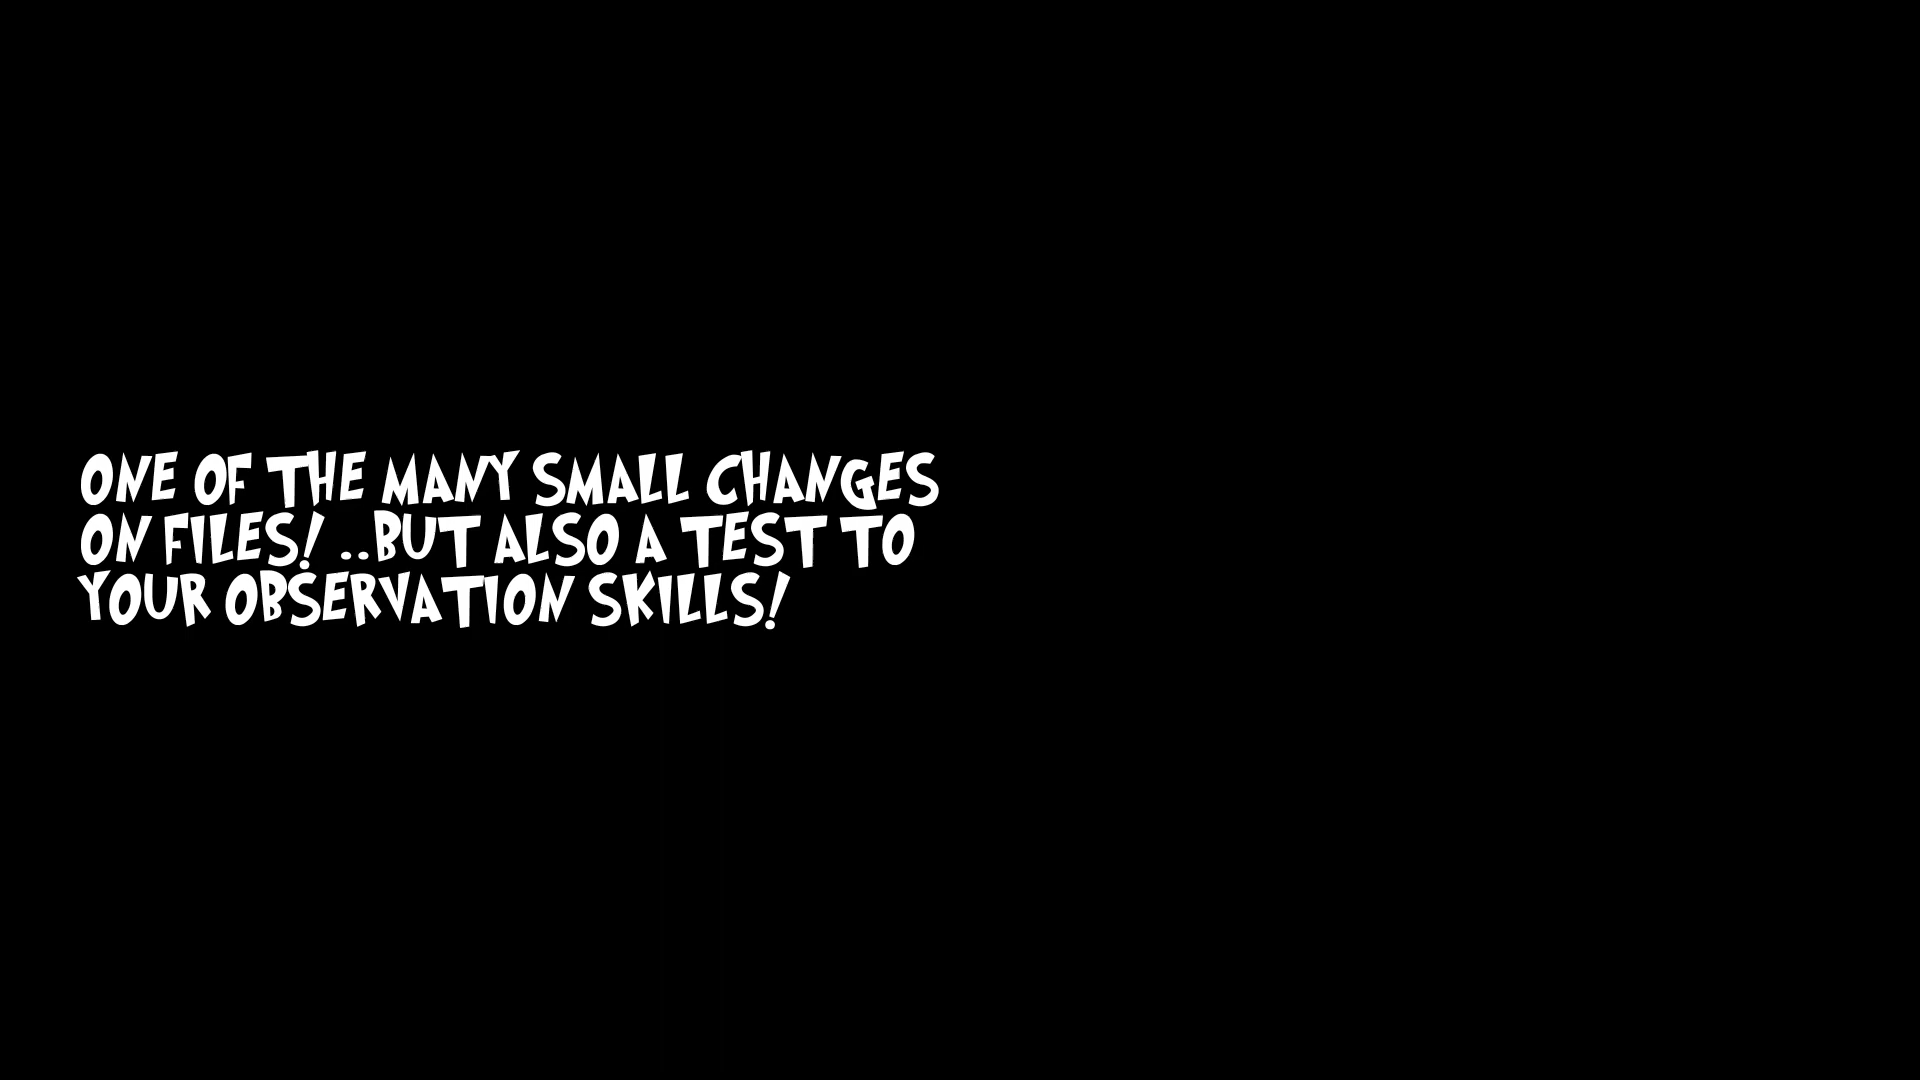 ONE OF THE MANY SMALL CHANGES
ON FILES! ..BUT ALSO A TEST TO
YOUR OBSERVATION SKILLS!